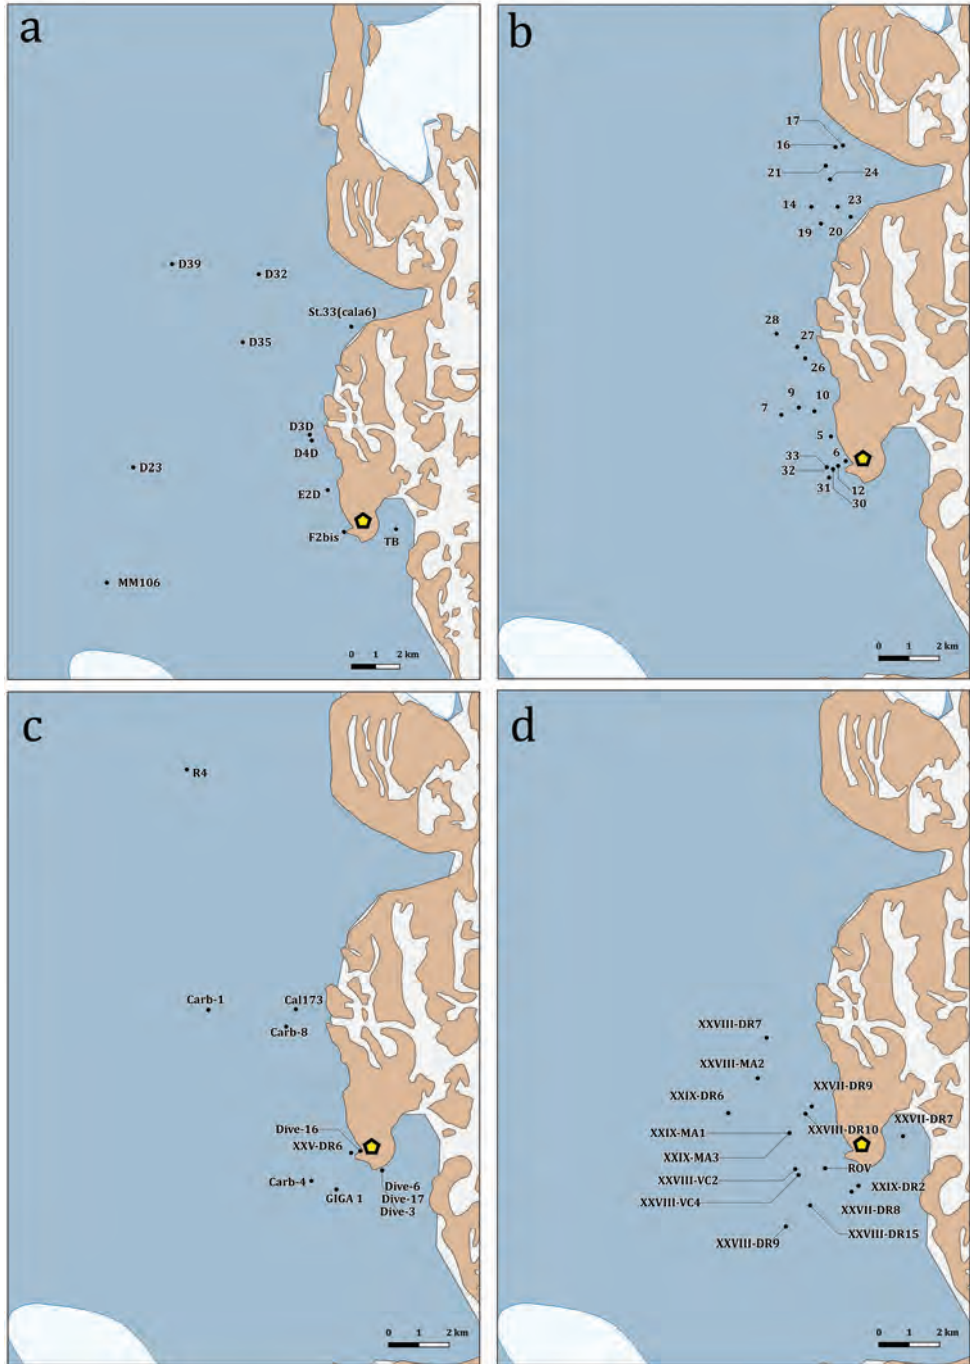 a
D39
D32
St.33(cala6)
D35
D3D
D4D
D23
E2D
F2bis
TB
MM106
0 1 2 km
b
17
16
21
24
14
23
19
20
28
27
26
9
10
7
5
6
33
32
31
12
30
0 1 2 km
c
R4
Carb-1
Cal173
Carb-8
Dive-16
XXV-DR6
Carb-4
GIGA 1
Dive-6
Dive-17
Dive-3
0 1 2 km
d
XXVIII-DR7
XXVIII-MA2
XXIX-DR6
XXVII-DR9
XXVII-DR7
XXVIII-DR10
XXIX-MA1
XXIX-MA3
ROV
XXVIII-VC2
XXIX-DR2
XXVIII-VC4
XXVII-DR8
XXVIII-DR15
XXVIII-DR9
0 1 2 km